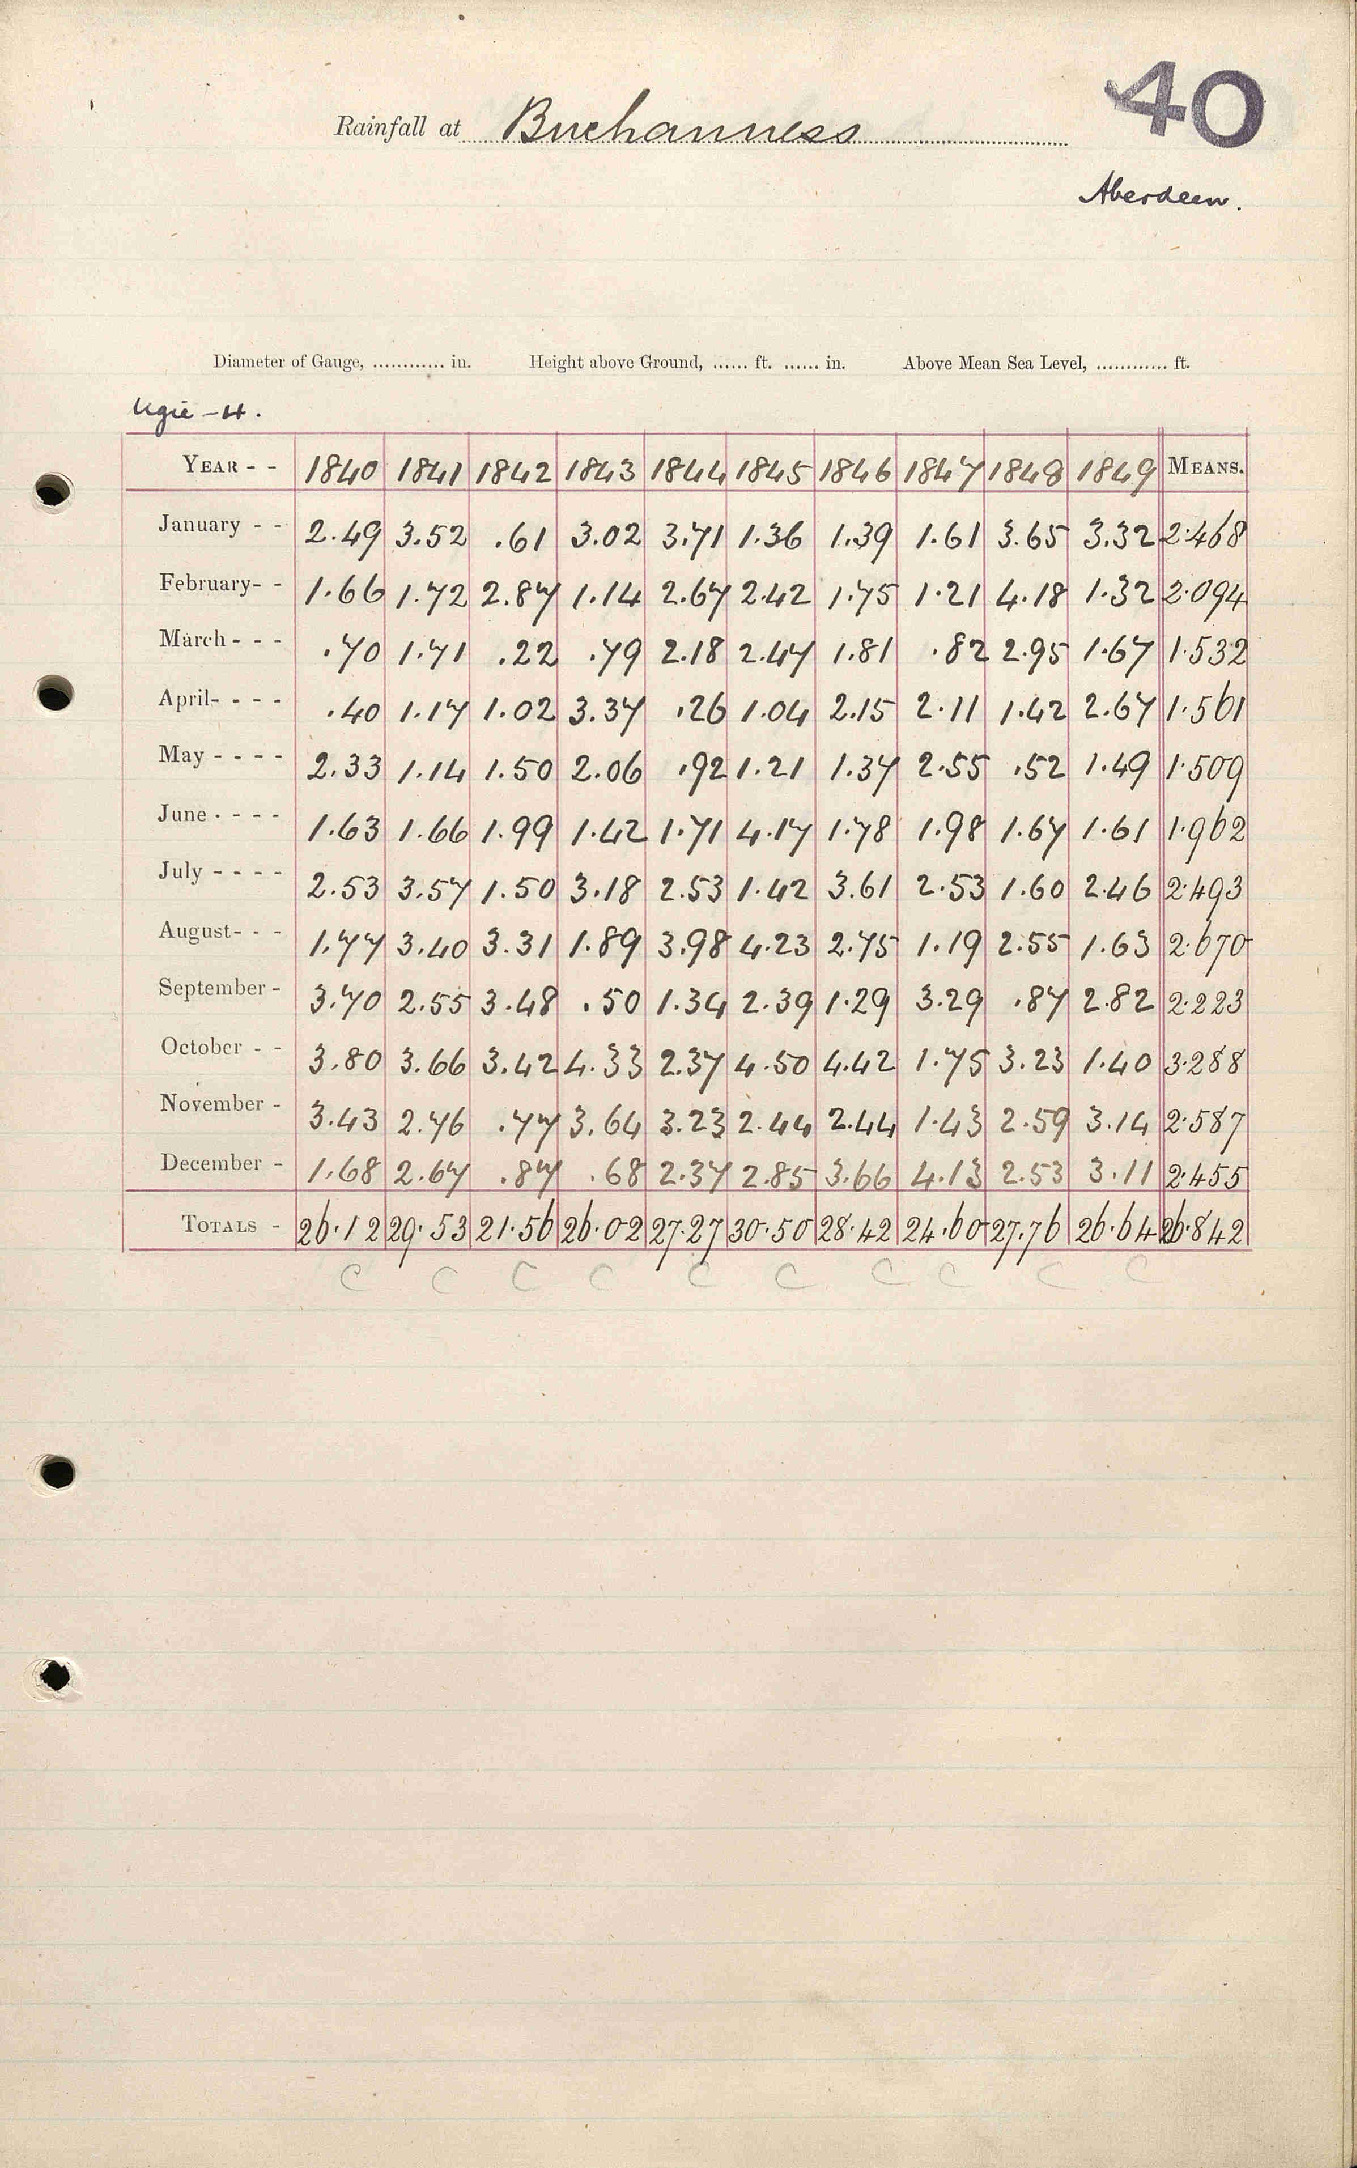 40
Rainfall at Buchanness
Aberdeen.
Diameter of Gauge, ............ in. Height above Ground, ...... ft. ...... in. Above Mean Sea Level, ............ ft.
Ugie - H.
YEAR - - 1840 1841 1842 1843 1844 1845 1846 1847 1848 1849 MEANS.
January - - 2.49 3.52 .61 3.02 3.71 1.36 1.39 1.61 3.65 3.32 2.468
February - - 1.66 1.72 2.87 1.14 2.67 2.42 1.75 1.21 4.18 1.32 2.094
March - - - .70 1.71 .22 .79 2.18 2.47 1.81 .82 2.95 1.67 1.532
April - - - - .40 1.17 1.02 3.37 .26 1.04 2.15 2.11 1.42 2.67 1.561
May - - - - 2.33 1.14 1.50 2.06 .92 1.21 1.37 2.55 .52 1.49 1.509
June - - - - 1.63 1.66 1.99 1.42 1.71 4.17 1.78 1.98 1.67 1.61 1.962
July - - - - 2.53 3.57 1.50 3.18 2.53 1.42 3.61 2.53 1.60 2.46 2.493
August - - - 1.77 3.40 3.31 1.89 3.98 4.23 2.75 1.19 2.55 1.63 2.670
September - 3.70 2.55 3.48 .50 1.34 2.39 1.29 3.29 .87 2.82 2.223
October - - 3.80 3.66 3.42 4.33 2.37 4.50 4.42 1.75 3.23 1.40 3.288
November - 3.43 2.76 .77 3.64 3.23 2.44 2.44 1.43 2.59 3.14 2.587
December - 1.68 2.67 .87 .68 2.37 2.85 3.66 4.13 2.53 3.11 2.455
TOTALS - 26.12 29.53 21.56 26.02 27.27 30.50 28.42 24.60 27.76 26.64 26.842
C C C C C C C C C C